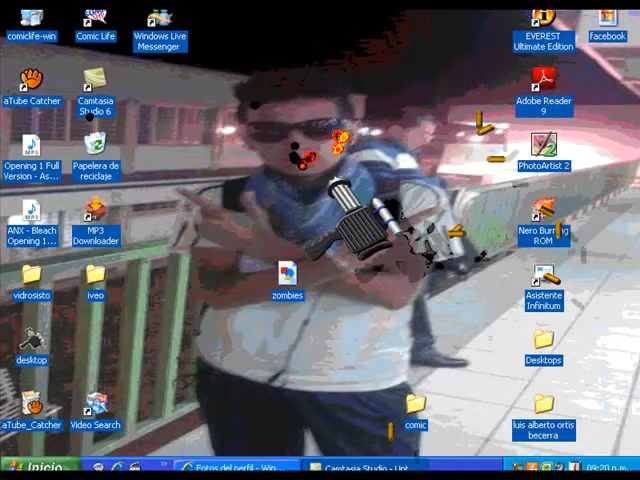 comiclife-win
Comic Life
Windows Live
Messenger
EVEREST
Ultimate Edition
facebook
aTube Catcher
Camtasia
Studio 6
Adobe Reader
9
Opening 1 Full
Version - As...
Papelera de
reciclaje
PhotoArtist 2
ANX - Bleach
Opening 1...
MP3
Downloader
Nero Burning
ROM
vidrosisto
iveo
zombies
Asistente
Infinitum
desktop
Desktops
aTube_Catcher
Video Search
comic
luis alberto ortis
becerra
Inicio
Fotos del perfil - Win...
Camtasia Studio - Unt...
09:20 p.m.